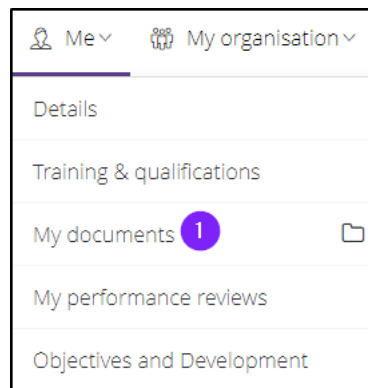 Me My organisation
Details
Training & qualifications
My documents 1
My performance reviews
Objectives and Development